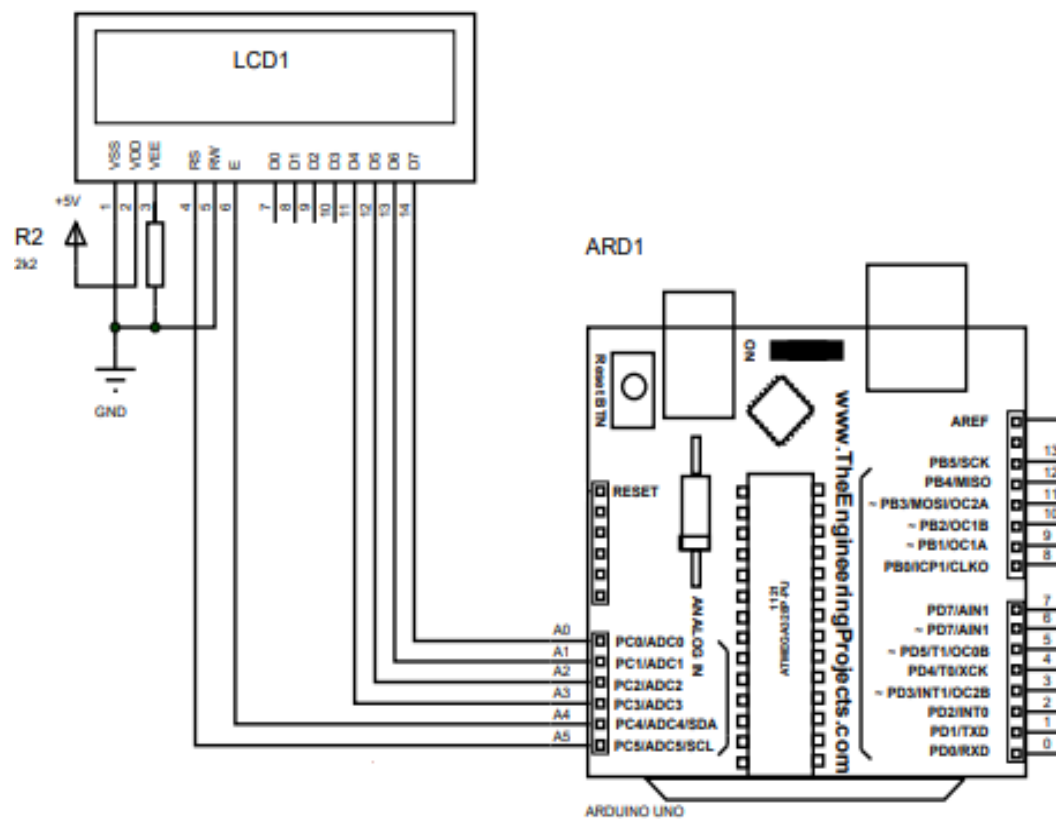 LCD1
VSS
VDD
VEE
RS
RW
E
D0
D1
D2
D3
D4
D5
D6
D7
1
2
3
4
5
6
7
8
9
10
11
12
13
14
+5V
R2
2k2
GND
ARD1
Reset BTN
ON
www.TheEngineeringProjects.com
RESET
ANALOG IN
1121
AREF
PB5/SCK 13
PB4/MISO 12
~ PB3/MOSI/OC2A 11
~ PB2/OC1B 10
~ PB1/OC1A 9
PB0/ICP1/CLKO 8
PD7/AIN1 7
~ PD7/AIN1 6
~ PD5/T1/OC0B 5
PD4/T0/XCK 4
~ PD3/INT1/OC2B 3
PD2/INT0 2
PD1/TXD 1
PD0/RXD 0
A0 PC0/ADC0
A1 PC1/ADC1
A2 PC2/ADC2
A3 PC3/ADC3
A4 PC4/ADC4/SDA
A5 PC5/ADC5/SCL
ARDUINO UNO